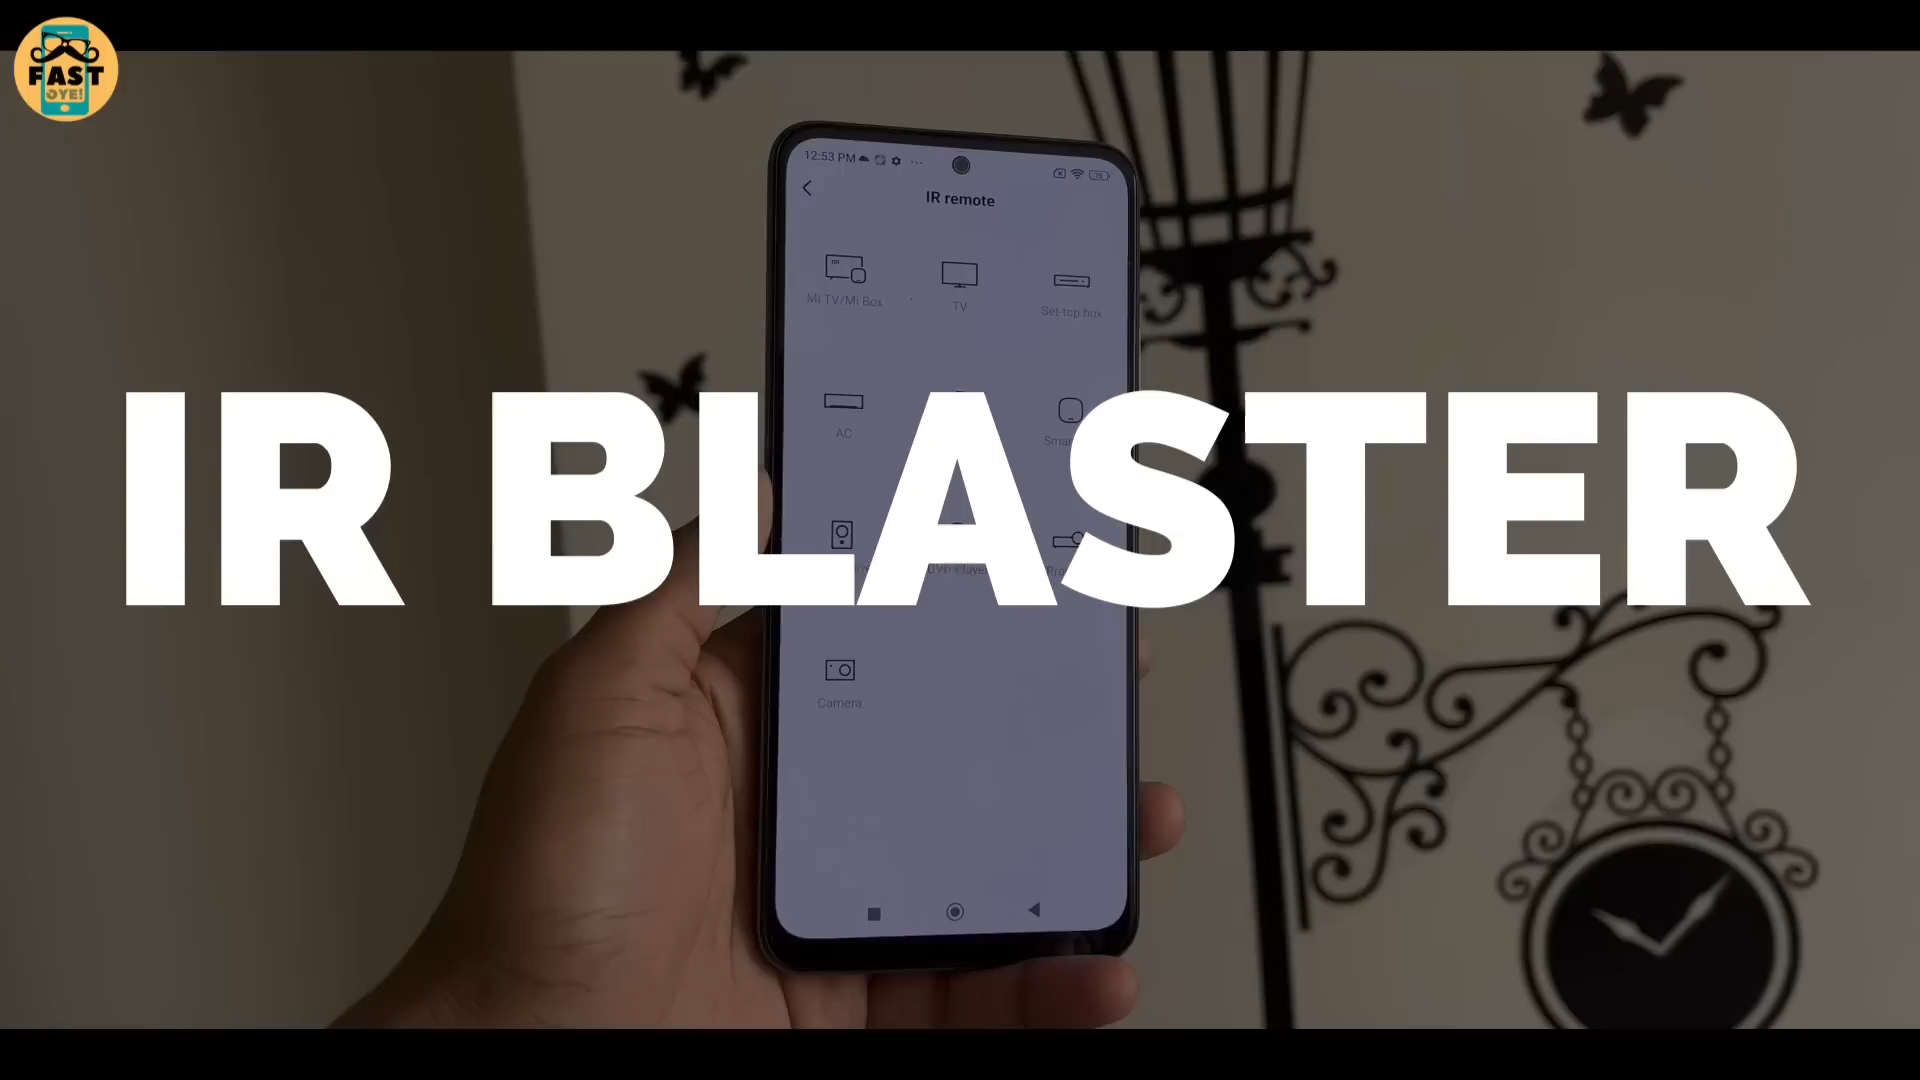 FAST
OYE!
12:53 PM
75
IR remote
Mi TV/Mi Box
TV
Set-top box
AC
IR BLASTER
Camera